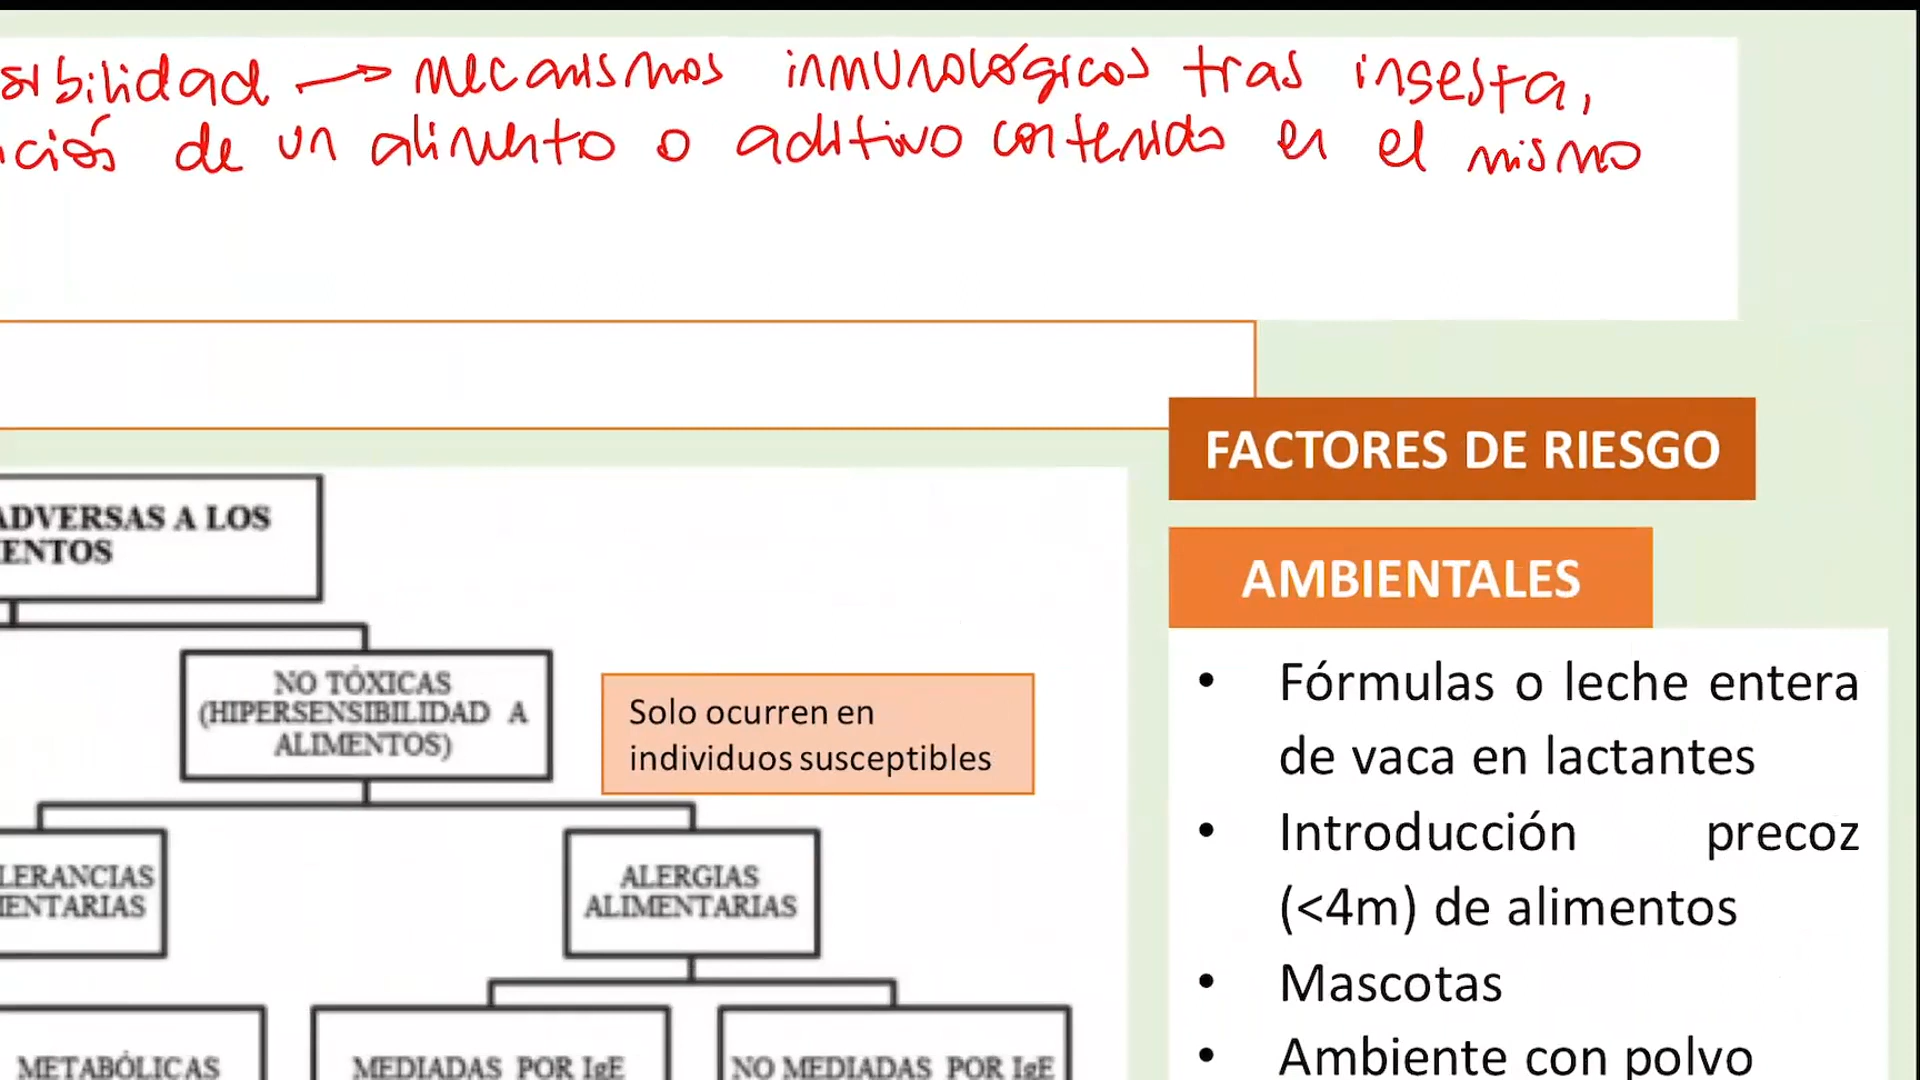 sibilidad → mecanismos inmunológicos tras ingesta,
ción de un alimento o aditivo contenido en el mismo
FACTORES DE RIESGO
ADVERSAS A LOS
ENTOS
AMBIENTALES
NO TÓXICAS
(HIPERSENSIBILIDAD A
ALIMENTOS)
Solo ocurren en
individuos susceptibles
• Fórmulas o leche entera
de vaca en lactantes
• Introducción precoz
(<4m) de alimentos
• Mascotas
• Ambiente con polvo
LERANCIAS
ENTARIAS
ALERGIAS
ALIMENTARIAS
METABÓLICAS
MEDIADAS POR IgE
NO MEDIADAS POR IgE